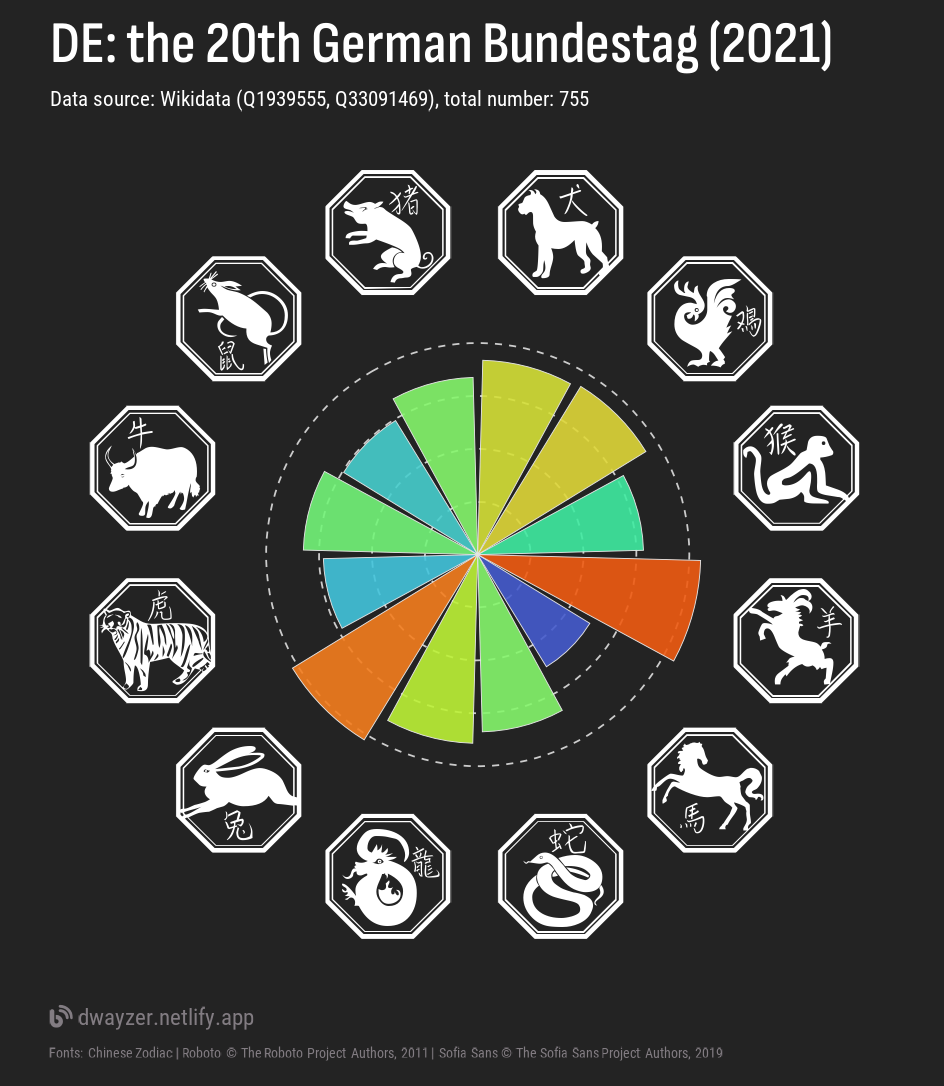 DE: the 20th German Bundestag (2021)
Data source: Wikidata (Q1939555, Q33091469), total number: 755
猪
犬
鼠
鸡
牛
猴
虎
羊
兔
馬
龍
蛇
dwayzer.netlify.app
Fonts: Chinese Zodiac | Roboto © The Roboto Project Authors, 2011 | Sofia Sans © The Sofia Sans Project Authors, 2019